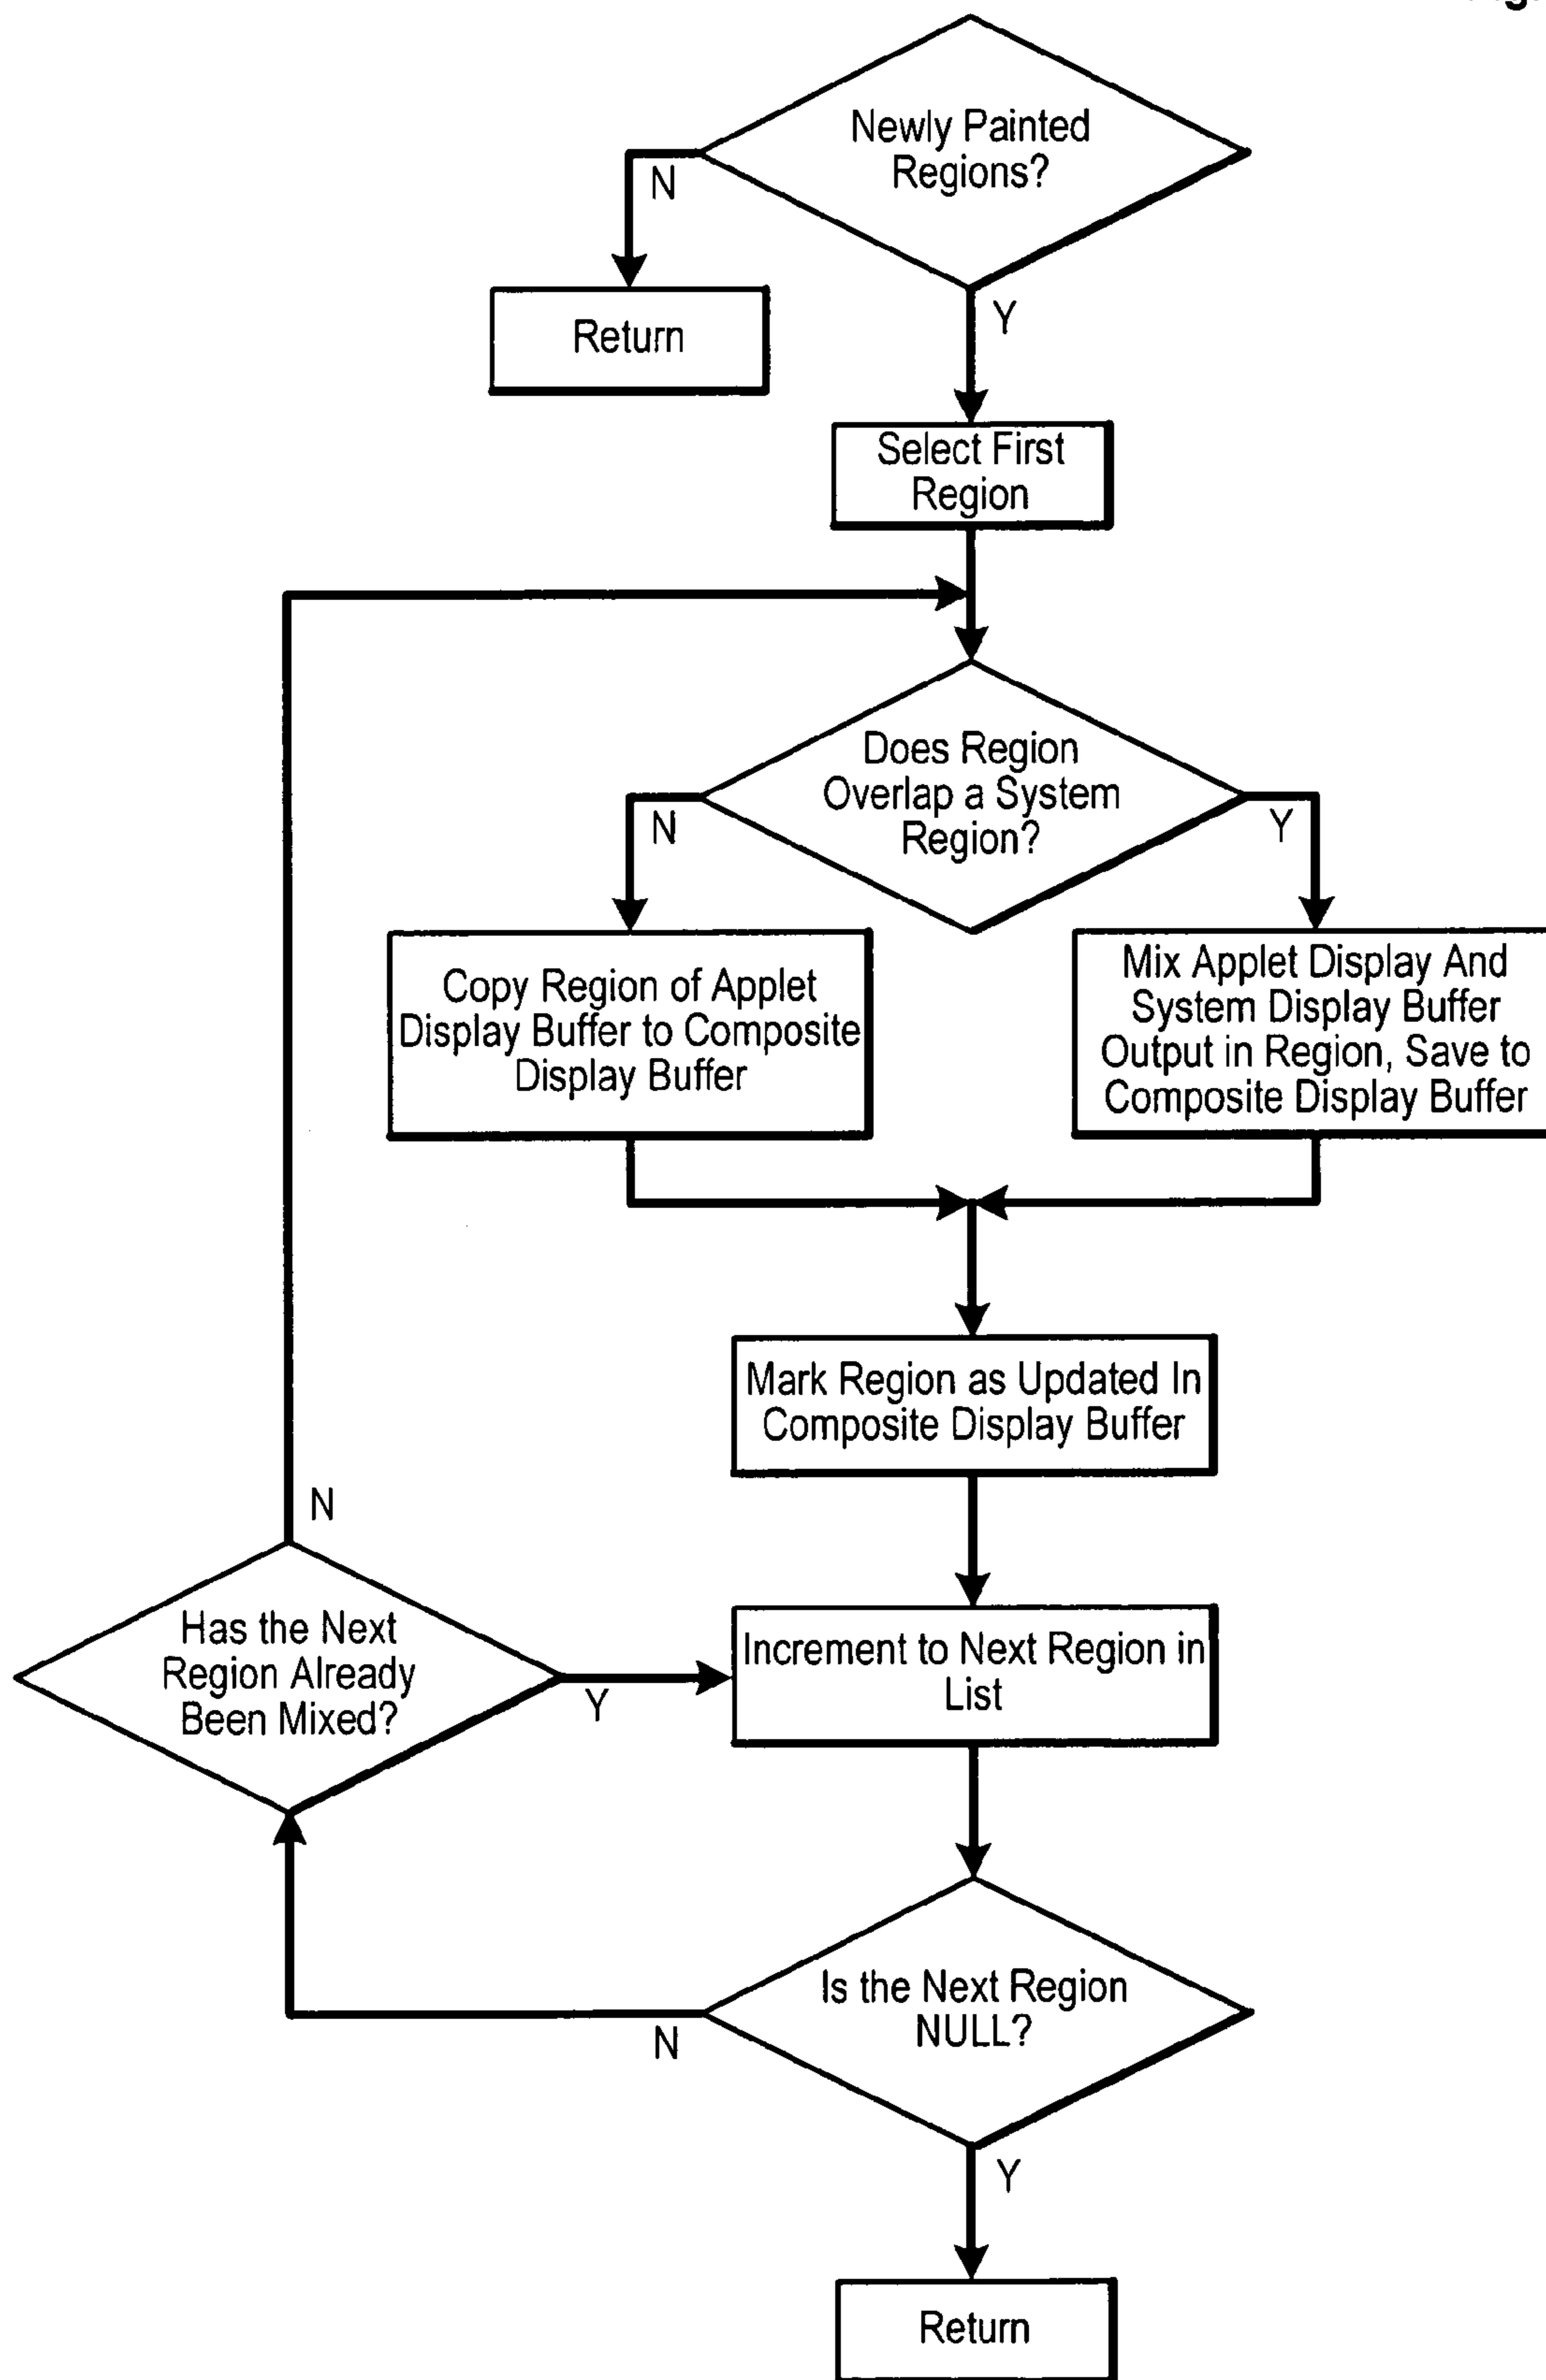 Newly Painted
Regions?
N
Return
Y
Select First
Region
Does Region
Overlap a System
Region?
N
Y
Copy Region of Applet
Display Buffer to Composite
Display Buffer
Mix Applet Display And
System Display Buffer
Output in Region, Save to
Composite Display Buffer
Mark Region as Updated In
Composite Display Buffer
N
Has the Next
Region Already
Been Mixed?
Y
Increment to Next Region in
List
Is the Next Region
NULL?
N
Y
Return